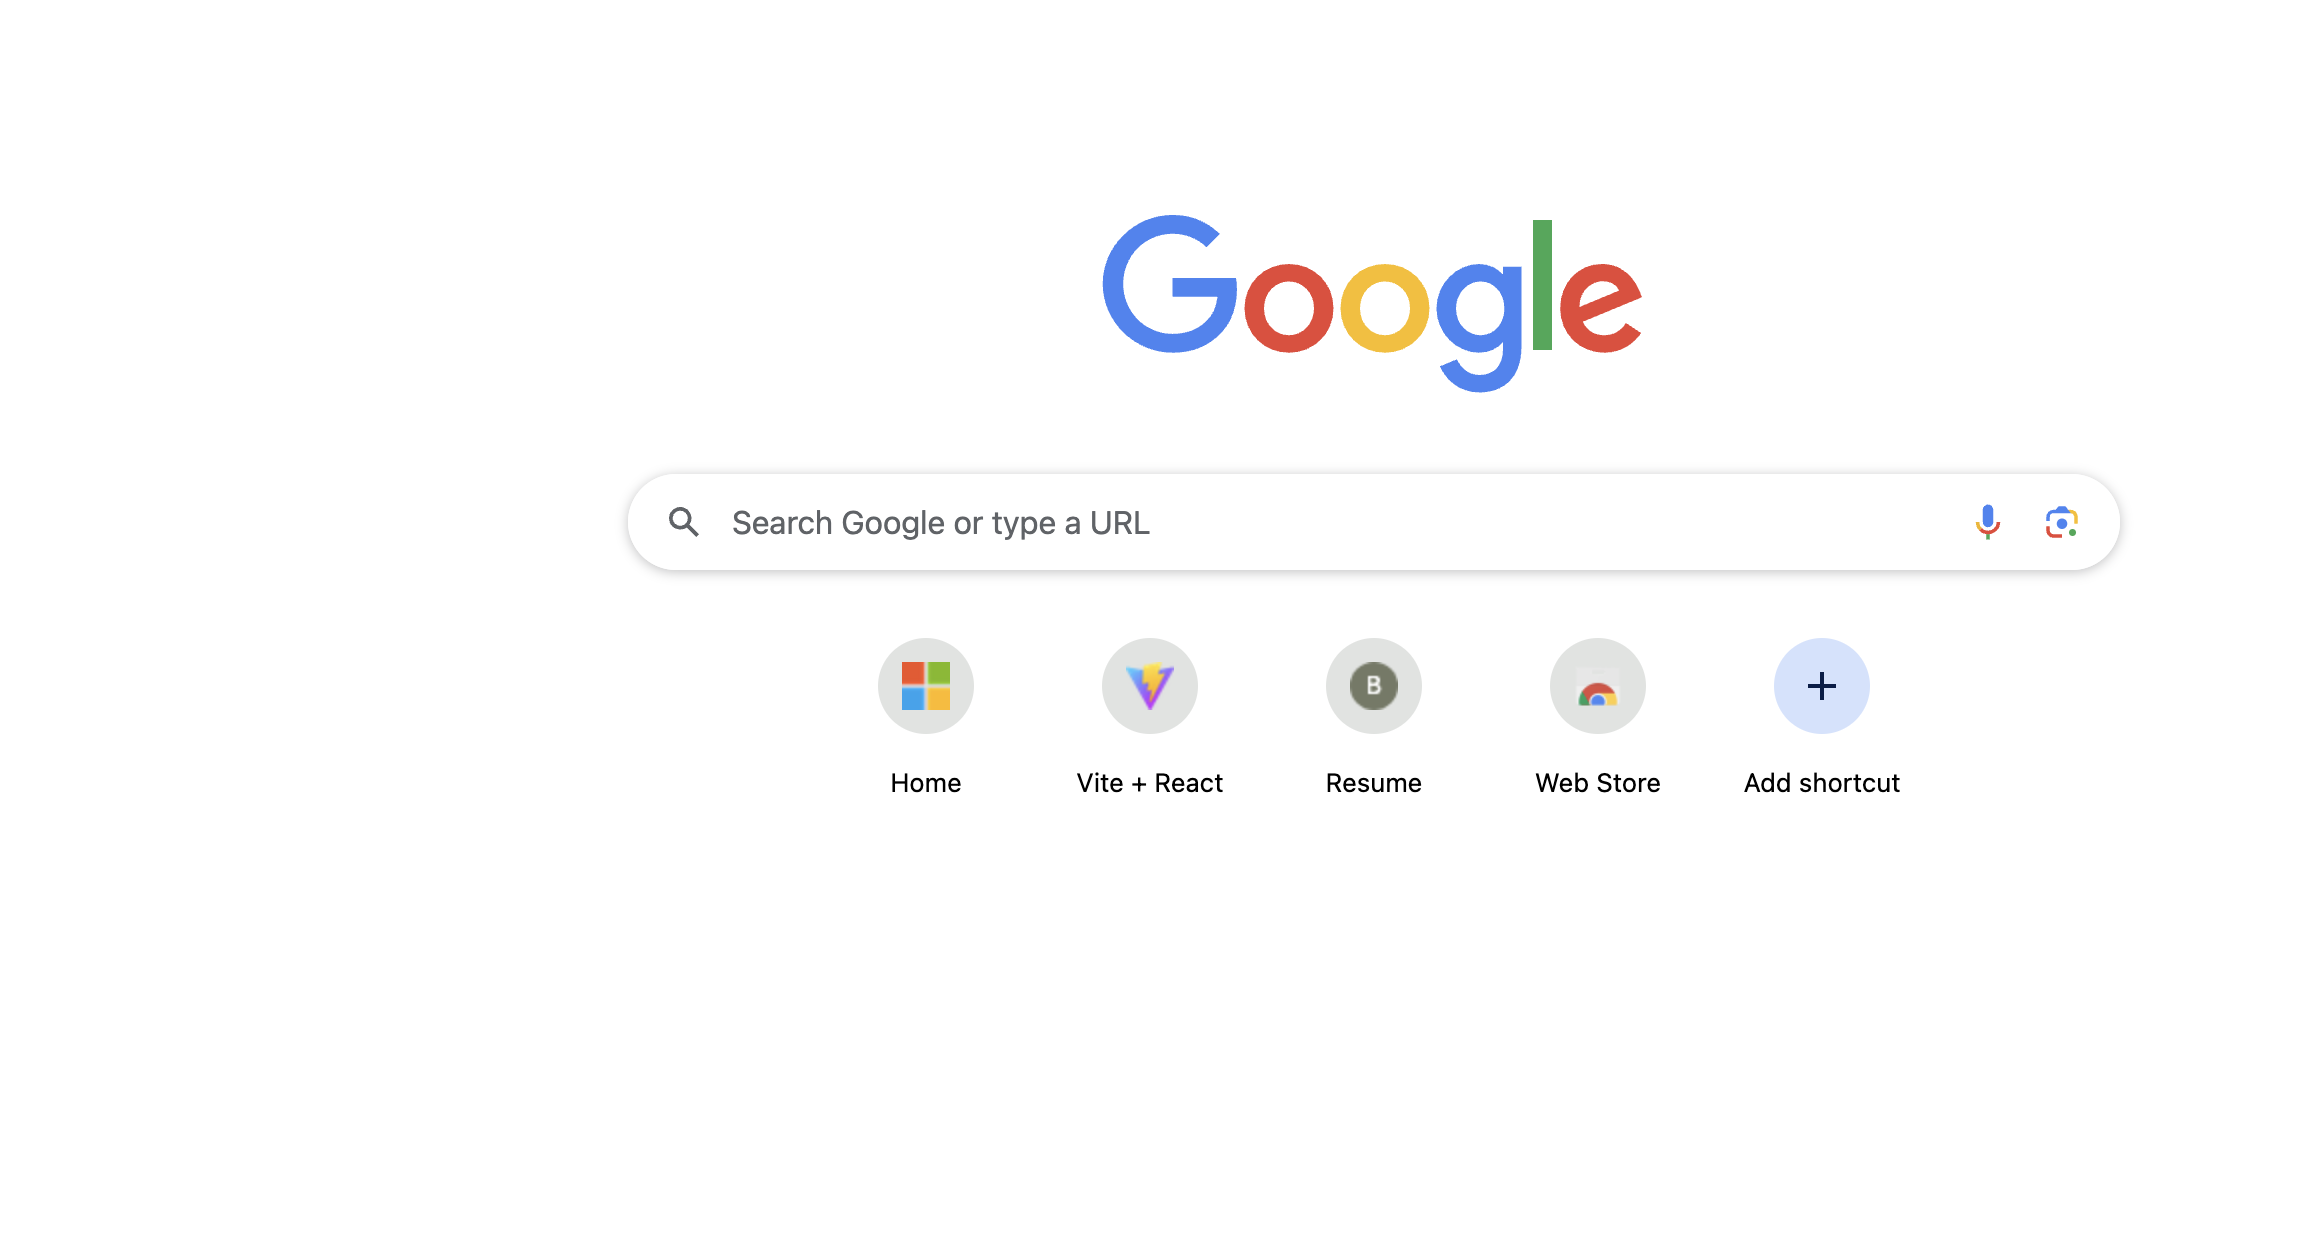 Google
Search Google or type a URL
B
Home
Vite + React
Resume
Web Store
Add shortcut